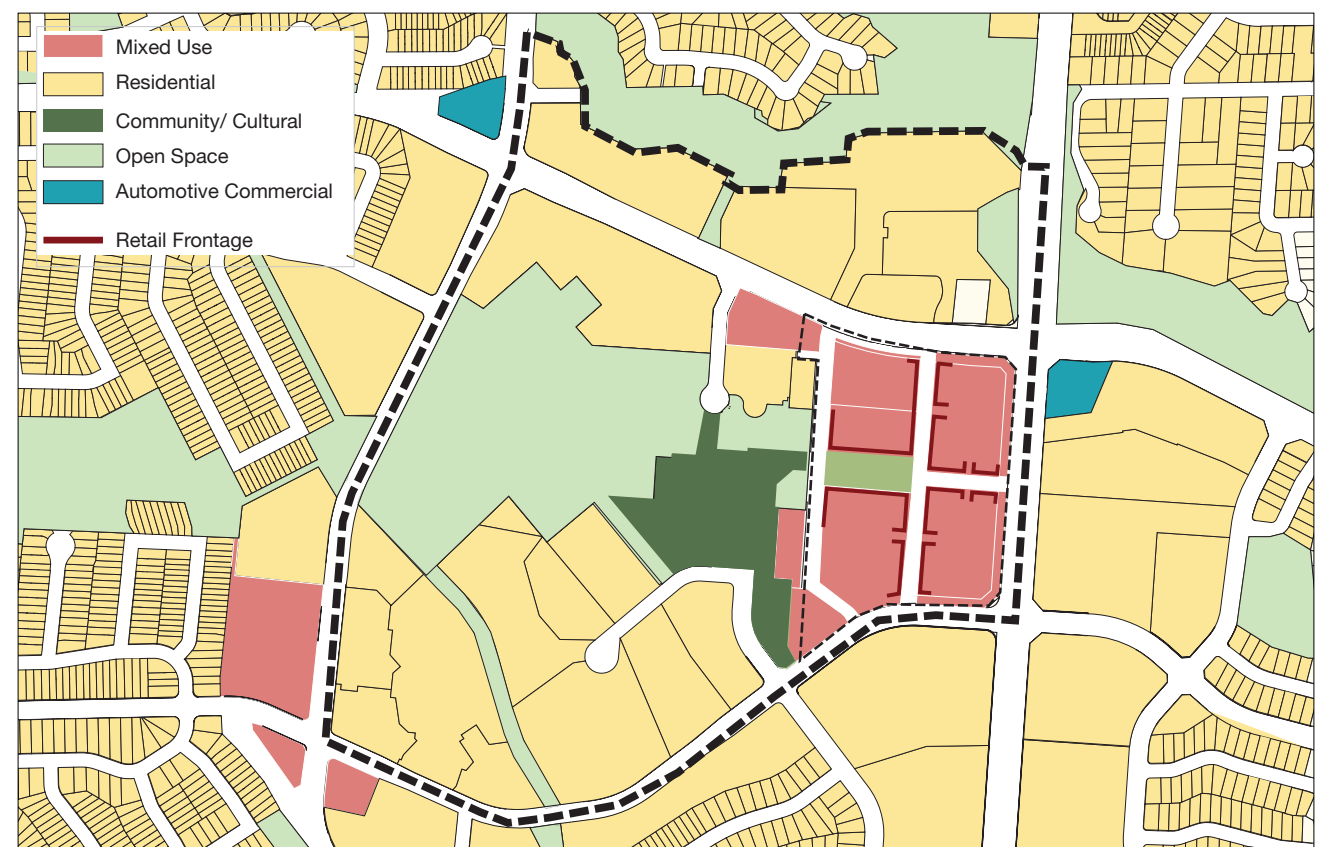 Mixed Use
Residential
Community/ Cultural
Open Space
Automotive Commercial
Retail Frontage